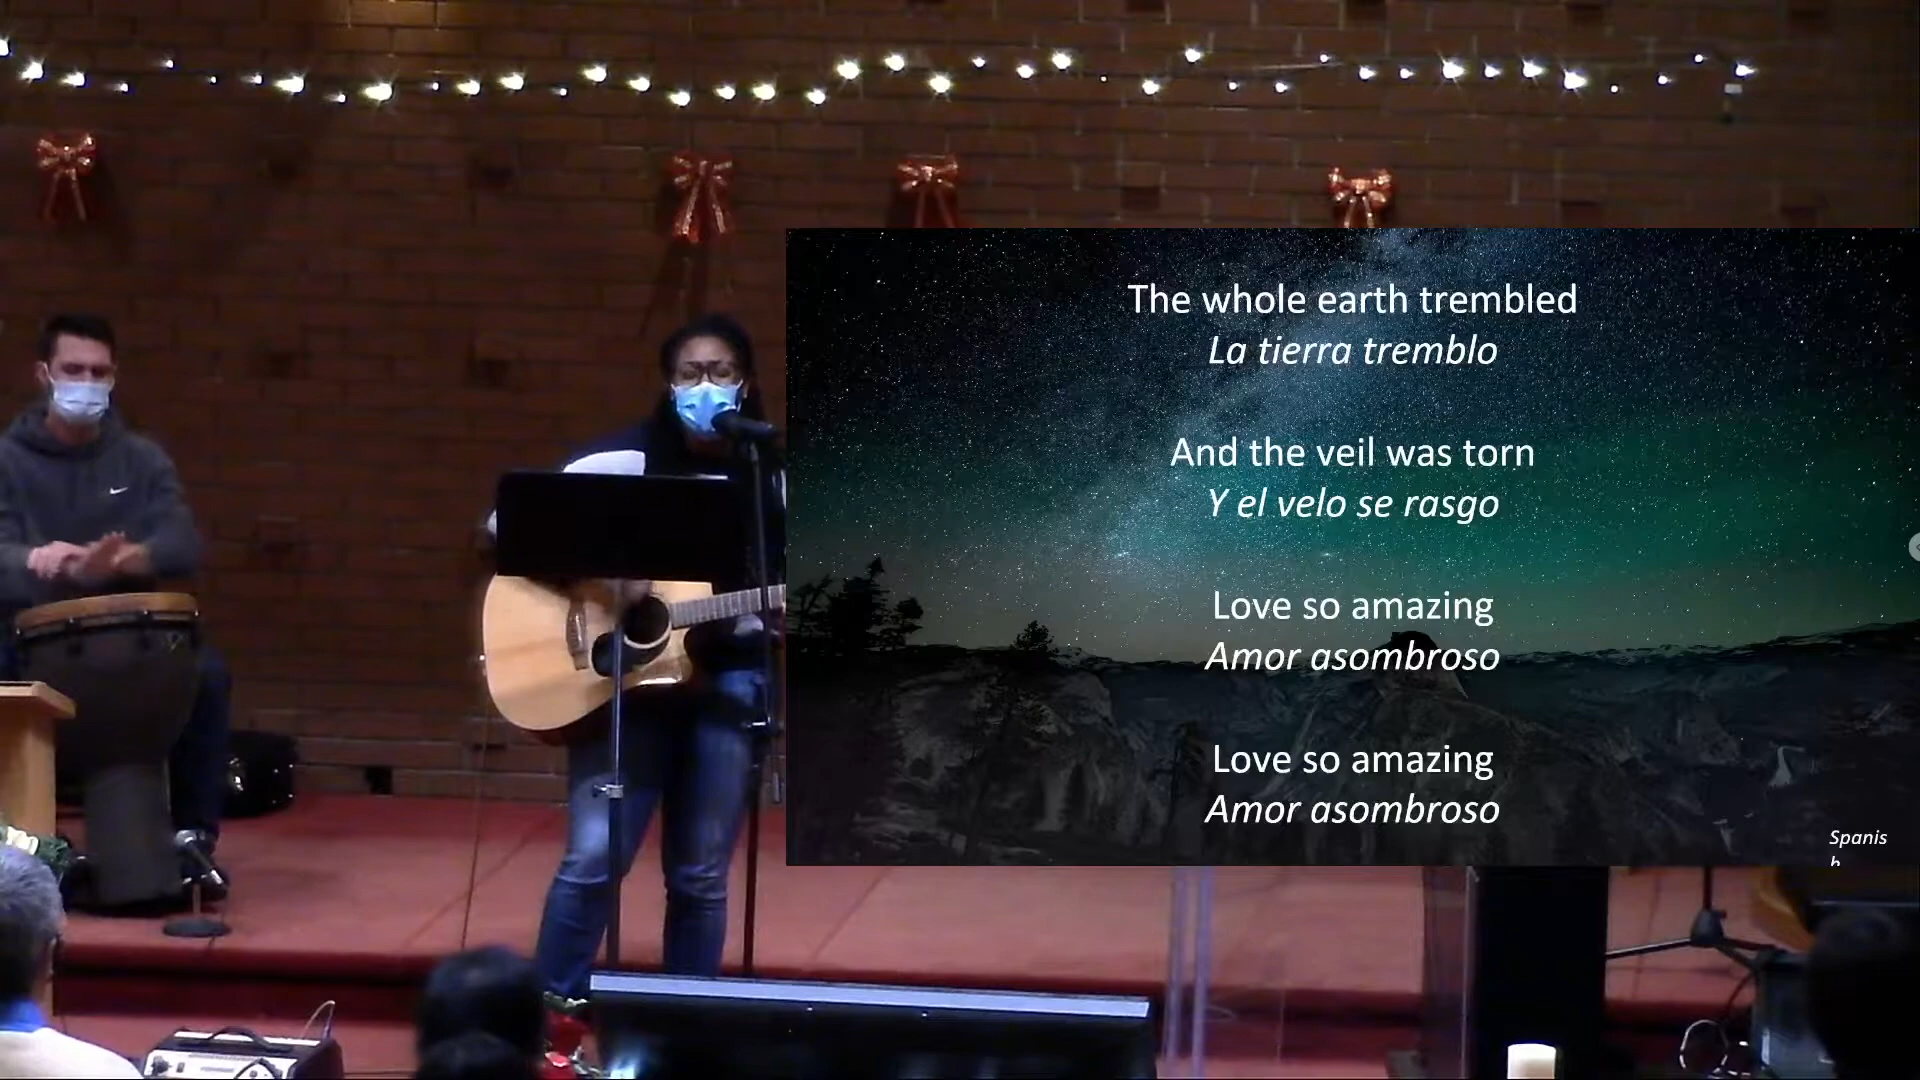 The whole earth trembled
La tierra tremblo
And the veil was torn
Y el velo se rasgo
Love so amazing
Amor asombroso
Love so amazing
Amor asombroso
Spanis
h